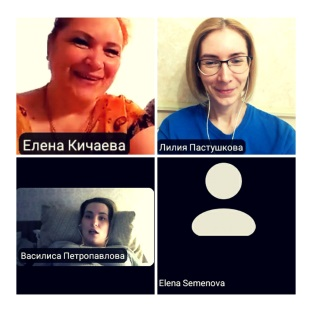 Елена Кичаева
Лилия Пастушкова
Василиса Петропавлова
Elena Semenova